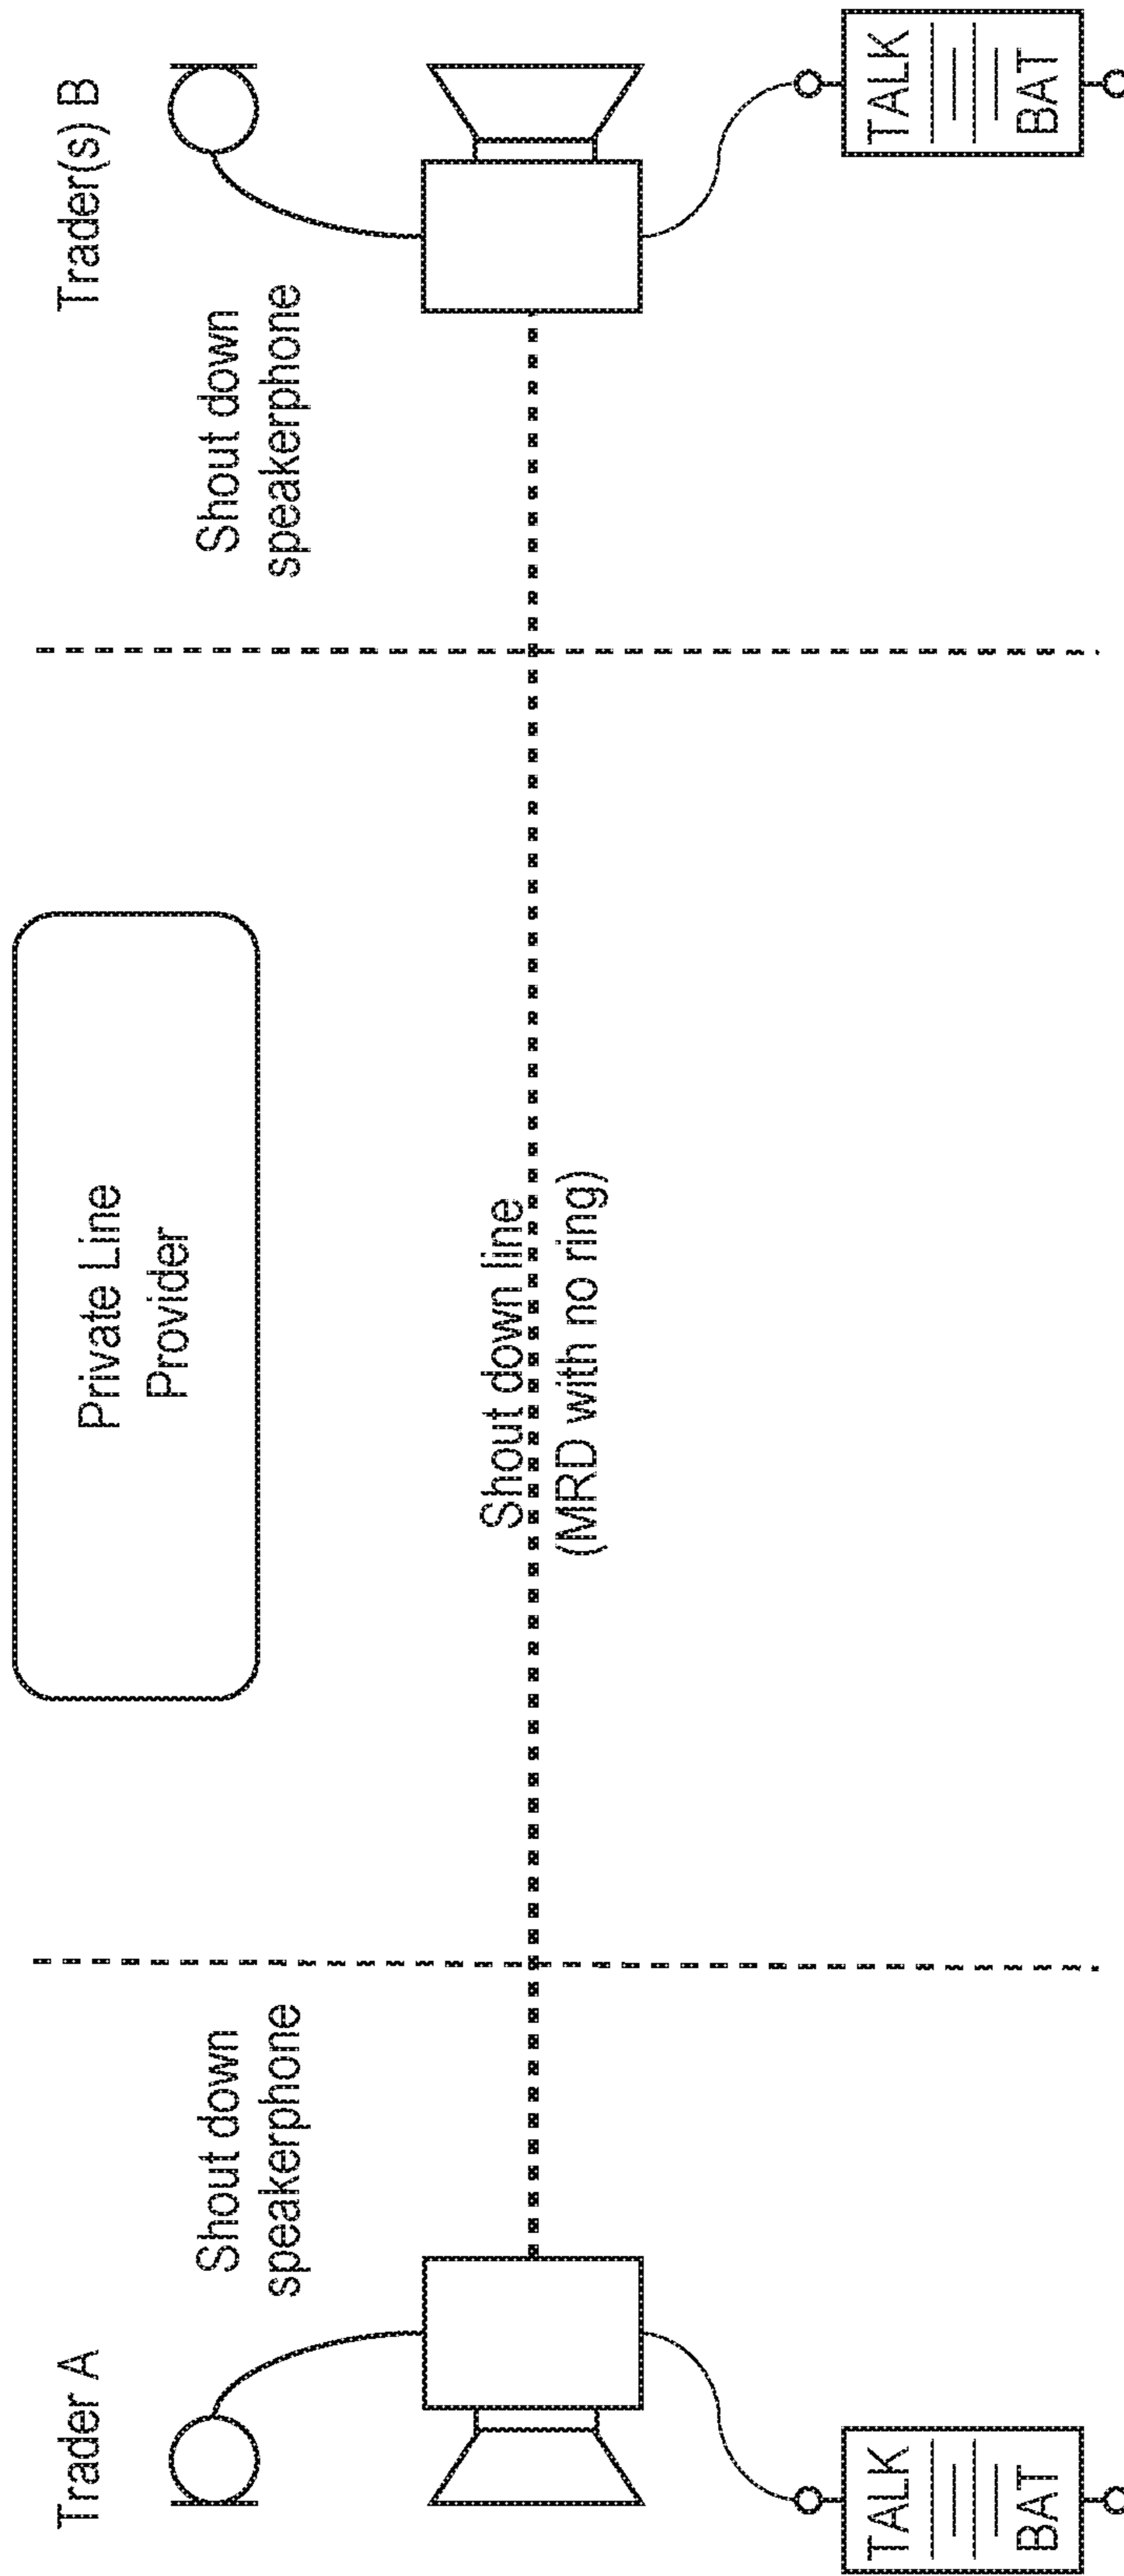 Trader A
Private Line
Provider
Trader(s) B
Shout down
speakerphone
Shout down
speakerphone
Shout down line
(MRD with no ring)
TALK
BAT
TALK
BAT